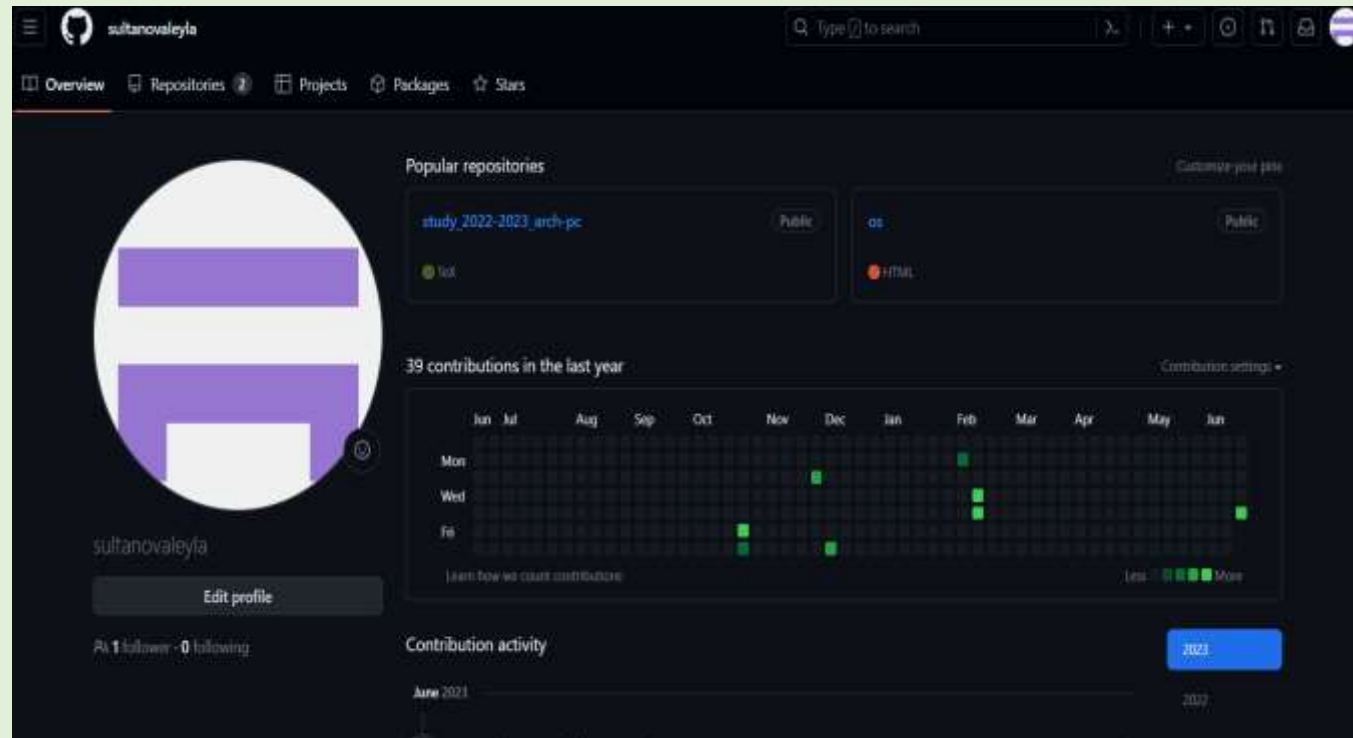 sultanovaleyla
Type / to search
Overview Repositories 2 Projects Packages Stars
Popular repositories Customize your pins
study_2022-2023_arch-pc Public
os Public
TeX
HTML
39 contributions in the last year Contribution settings
Jun Jul Aug Sep Oct Nov Dec Jan Feb Mar Apr May Jun
Mon
Wed
Fri
Learn how we count contributions
Less More
sultanovaleyla
Edit profile
1 follower · 0 following
Contribution activity
2023
June 2023
2022